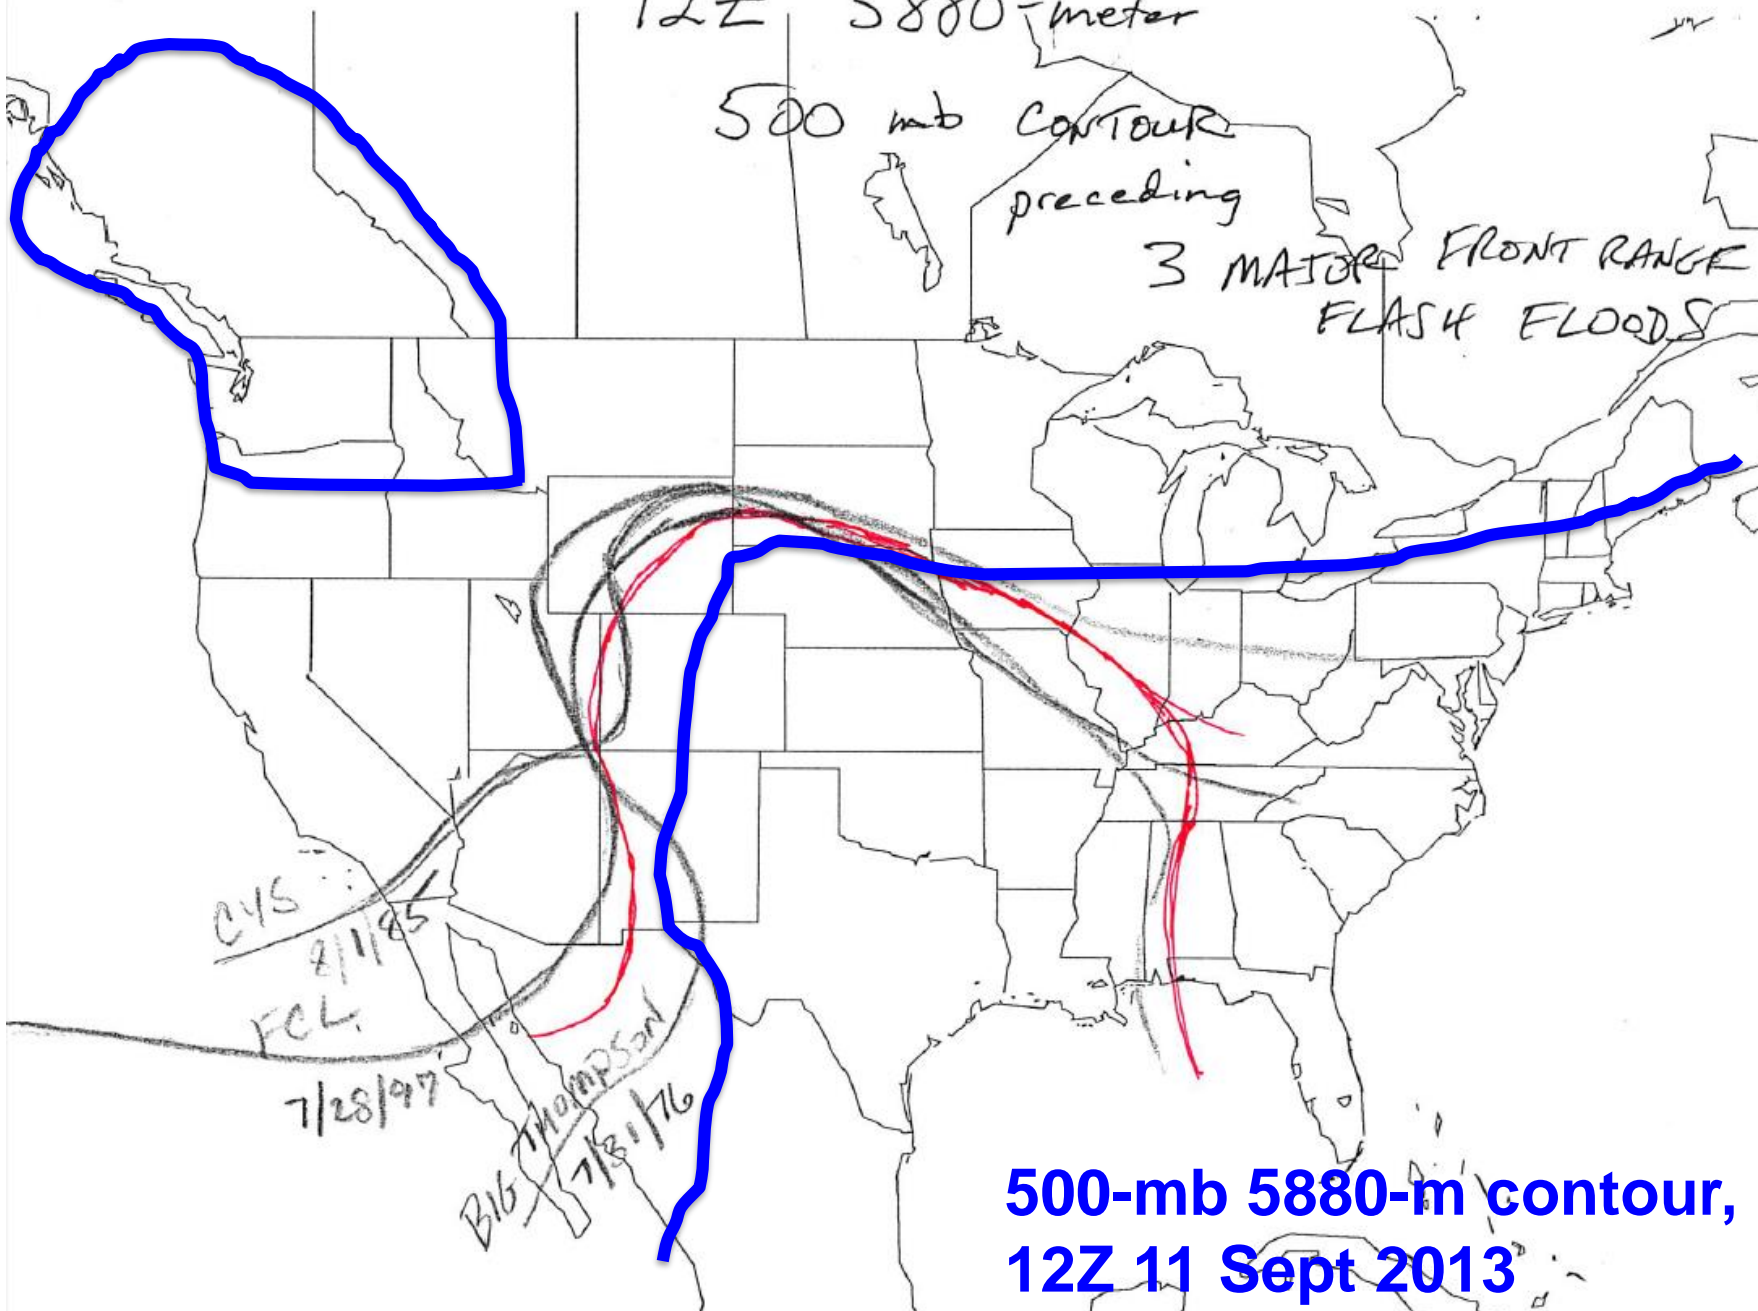 12Z 5880-meter
500 mb CONTOUR
preceding
3 MAJOR FRONT RANGE
FLASH FLOODS
CYS
8/1/85
FCL
7/28/97
BIG THOMPSON
7/31/76
500-mb 5880-m contour,
12Z 11 Sept 2013